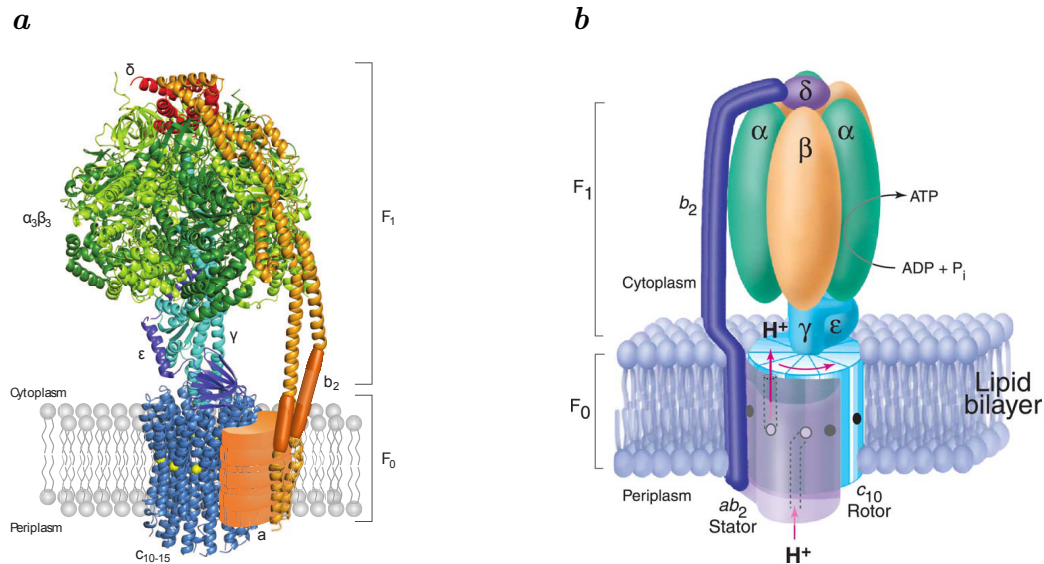 a
δ
α₃β₃
F₁
ε
γ
b₂
Cytoplasm
F₀
Periplasm
a
c₁₀₋₁₅
b
δ
α
α
β
F₁
b₂
ATP
ADP + Pᵢ
Cytoplasm
H⁺
γ
ε
F₀
Lipid
bilayer
Periplasm
ab₂
Stator
c₁₀
Rotor
H⁺